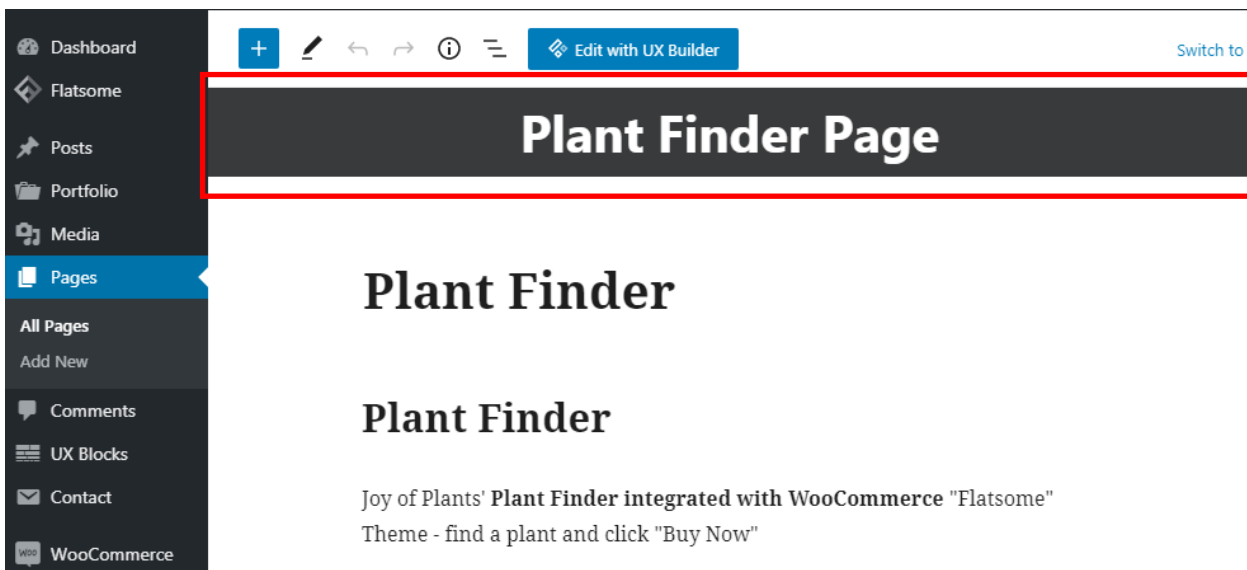 Dashboard
Flatsome
Posts
Portfolio
Media
Pages
All Pages
Add New
Comments
UX Blocks
Contact
Woo WooCommerce
+ Edit with UX Builder
Switch to
Plant Finder Page
Plant Finder
Plant Finder
Joy of Plants' Plant Finder integrated with WooCommerce "Flatsome"
Theme - find a plant and click "Buy Now"